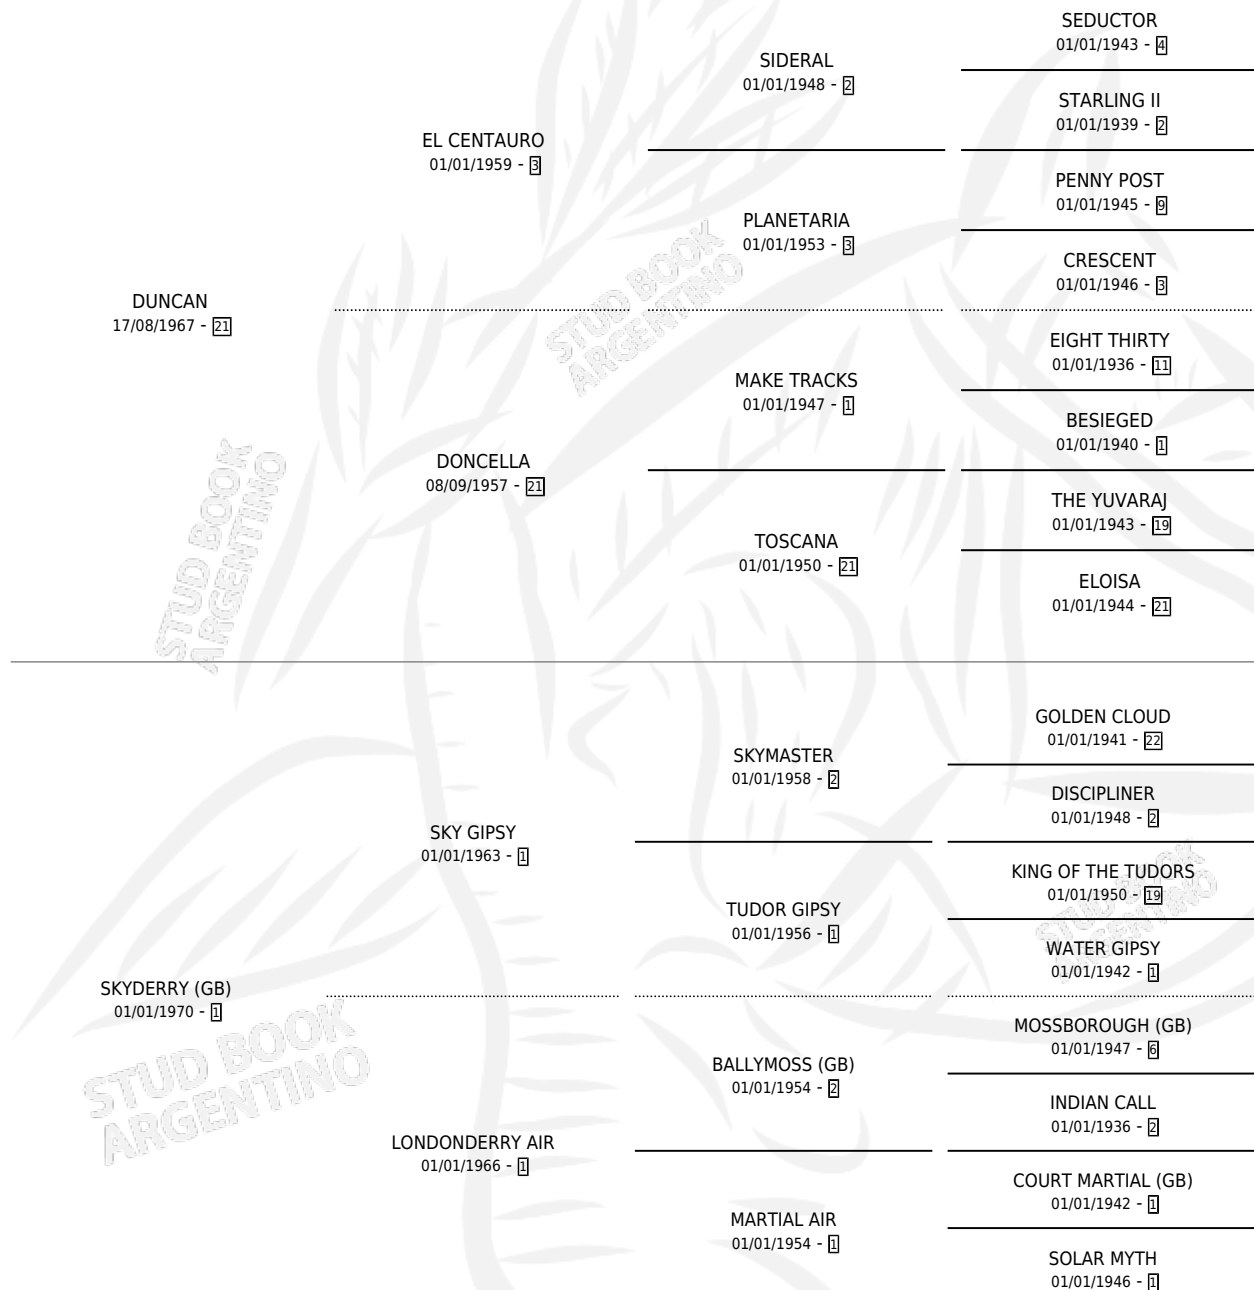 SEDUCTOR
01/01/1943 - 4
SIDERAL
01/01/1948 - 2
STARLING II
01/01/1939 - 2
EL CENTAURO
01/01/1959 - 3
PENNY POST
01/01/1945 - 9
PLANETARIA
01/01/1953 - 3
CRESCENT
01/01/1946 - 3
DUNCAN
17/08/1967 - 21
EIGHT THIRTY
01/01/1936 - 11
MAKE TRACKS
01/01/1947 - 1
BESIEGED
01/01/1940 - 1
DONCELLA
08/09/1957 - 21
THE YUVARAJ
01/01/1943 - 19
TOSCANA
01/01/1950 - 21
ELOISA
01/01/1944 - 21
GOLDEN CLOUD
01/01/1941 - 22
SKYMASTER
01/01/1958 - 2
DISCIPLINER
01/01/1948 - 2
SKY GIPSY
01/01/1963 - 1
KING OF THE TUDORS
01/01/1950 - 19
TUDOR GIPSY
01/01/1956 - 1
WATER GIPSY
01/01/1942 - 1
SKYDERRY (GB)
01/01/1970 - 1
MOSSBOROUGH (GB)
01/01/1947 - 6
BALLYMOSS (GB)
01/01/1954 - 2
INDIAN CALL
01/01/1936 - 2
LONDONDERRY AIR
01/01/1966 - 1
COURT MARTIAL (GB)
01/01/1942 - 1
MARTIAL AIR
01/01/1954 - 1
SOLAR MYTH
01/01/1946 - 1
STUD BOOK
ARGENTINO
STUD BOOK
ARGENTINO
STUD BOOK
ARGENTINO
STUD BOOK
ARGENTINO